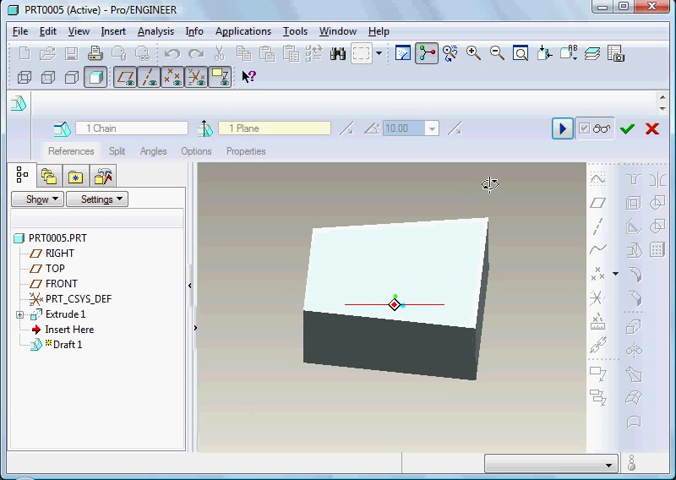 PRT0005 (Active) - Pro/ENGINEER
File Edit View Insert Analysis Info Applications Tools Window Help
1 Chain 1 Plane 10.00
References Split Angles Options Properties
Show Settings
PRT0005.PRT
RIGHT
TOP
FRONT
PRT_CSYS_DEF
Extrude 1
Insert Here
Draft 1